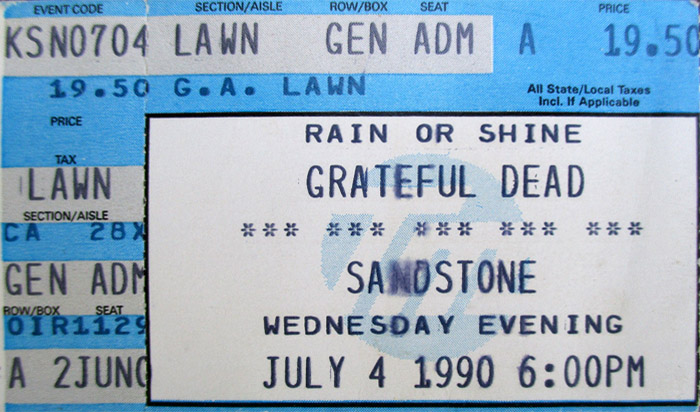 EVENT CODE SECTION/AISLE ROW/BOX SEAT PRICE
KSN0704 LAWN GEN ADM A 19.50
19.50 G.A. LAWN
All State/Local Taxes
Incl. If Applicable
PRICE
TAX
LAWN
SECTION/AISLE
CA 28X
GEN ADM
ROW/BOX SEAT
OIR1129
A 2JUN0
RAIN OR SHINE
GRATEFUL DEAD
*** *** *** *** ***
SANDSTONE
WEDNESDAY EVENING
JULY 4 1990 6:00PM